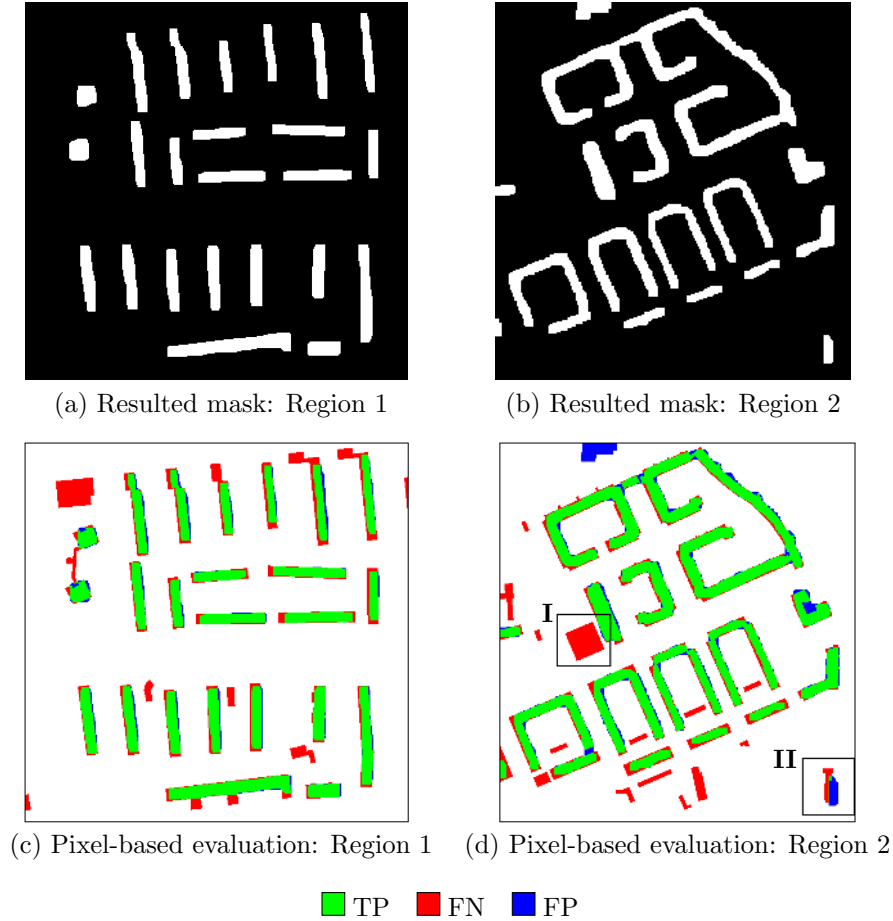 (a) Resulted mask: Region 1
(b) Resulted mask: Region 2
I
II
(c) Pixel-based evaluation: Region 1
(d) Pixel-based evaluation: Region 2
TP FN FP